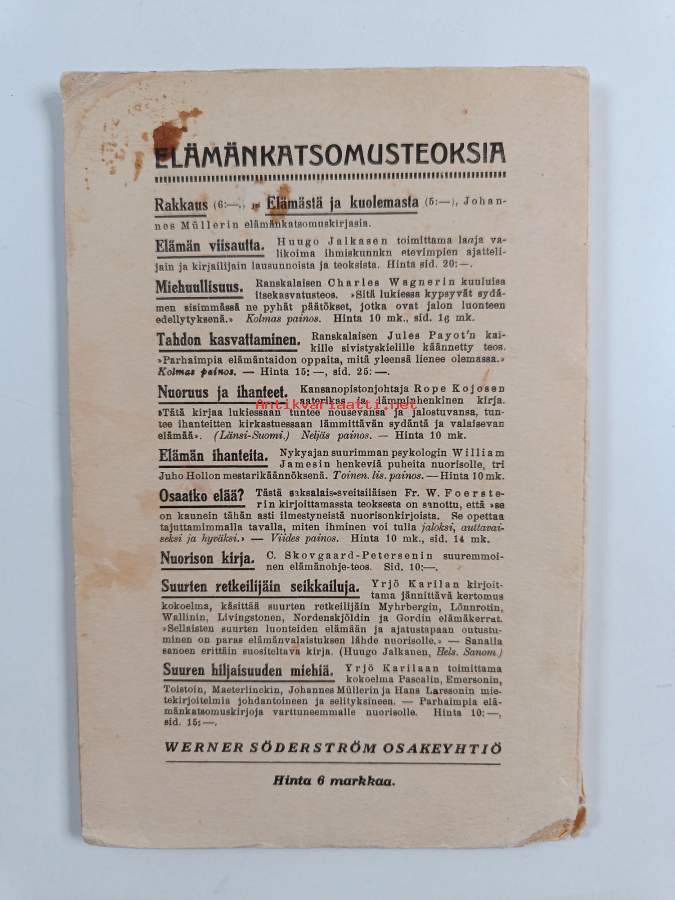 ELÄMÄNKATSOMUSTEOKSIA
Rakkaus (6:—, ja Elämästä ja kuolemasta (5:—), Johan-
nes Müllerin elämänkatsomuskirjasia.
Elämän viisautta. Huugo Jalkasen toimittama laaja va-
likoima ihmiskunnkn etevimpien ajatteli-
jain ja kirjailijain lausunnoista ja teoksista. Hinta sid. 20:—.
Miehuullisuus. Ranskalaisen Charles Wagnerin kuuluisa
itsekasvatusteos. »Sitä lukiessa kypsyvät sydä-
men sisimmässä ne pyhät päätökset, jotka ovat jalon luonteen
edellytyksenä.» Kolmas painos. Hinta 10 mk., sid. 16 mk.
Tahdon kasvattaminen. Ranskalaisen Jules Payot'n kai-
kille sivistyskielille käännetty teos.
»Parhaimpia elämäntaidon oppaita, mitä yleensä lienee olemassa.»
Kolmas painos. — Hinta 15: —, sid. 25: —.
Nuoruus ja ihanteet. Kansanopistonjohtaja Rope Kojosen
aaterikas ja lämminhenkinen kirja.
Antikvariaatti.net
»Tätä kirjaa lukiessaan tuntee nousevansa ja jalostuvansa, tun-
tee ihanteitten kirkastuessaan lämmittävän sydäntä ja valaisevan
elämää». (Länsi-Suomi.) Neljäs painos. — Hinta 10 mk.
Elämän ihanteita. Nykyajan suurimman psykologin William
Jamesin henkeviä puheita nuorisolle, tri
Juho Hollon mestarikäännöksenä. Toinen. lis. painos. — Hinta 10 mk.
Osaatko elää? Tästä saksalais-sveitsiläisen Fr. W. Foerste-
rin kirjoittamassta teoksesta on sanottu, että »se
on kaunein tähän asti ilmestyneistä nuorisonkirjoista. Se opettaa
tajuttamimmalla tavalla, miten ihminen voi tulla jaloksi, auttavai-
seksi ja hyväksi.» — Viides painos. Hinta 10 mk., sid. 14 mk.
Nuorison kirja. C. Skovgaard-Petersenin suuremmoi-
nen elämänohje-teos. Sid. 10:—.
Suurten retkeilijäin seikkailuja. Yrjö Karilan kirjoit-
tama jännittävä kertomus
kokoelma, käsittää suurten retkeilijäin Myhrbergin, Lönnrotin,
Wallinin, Livingstonen, Nordenskjöldin ja Gordin elämäkerrat.
»Sellaisten suurten luonteiden elämään ja ajatustapaan tutustu-
minen on paras elämänvalaistuksen lähde nuorisolle.» — Sanalla
sanoen erittäin suositeltava kirja. (Huugo Jalkanen, Hels. Sanom.)
Suuren hiljaisuuden miehiä. Yrjö Karilaan toimittama
kokoelma Pascalin, Emersonin,
Tolstoin, Maeterlinckin, Johannes Müllerin ja Hans Larssonin mie-
tekirjoitelmia johdantoineen ja selityksineen. — Parhaimpia elä-
mänkatsomuskirjoja varttuneemmalle nuorisolle. Hinta 10:—,
sid. 15:—.
WERNER SÖDERSTRÖM OSAKEYHTIÖ
Hinta 6 markkaa.